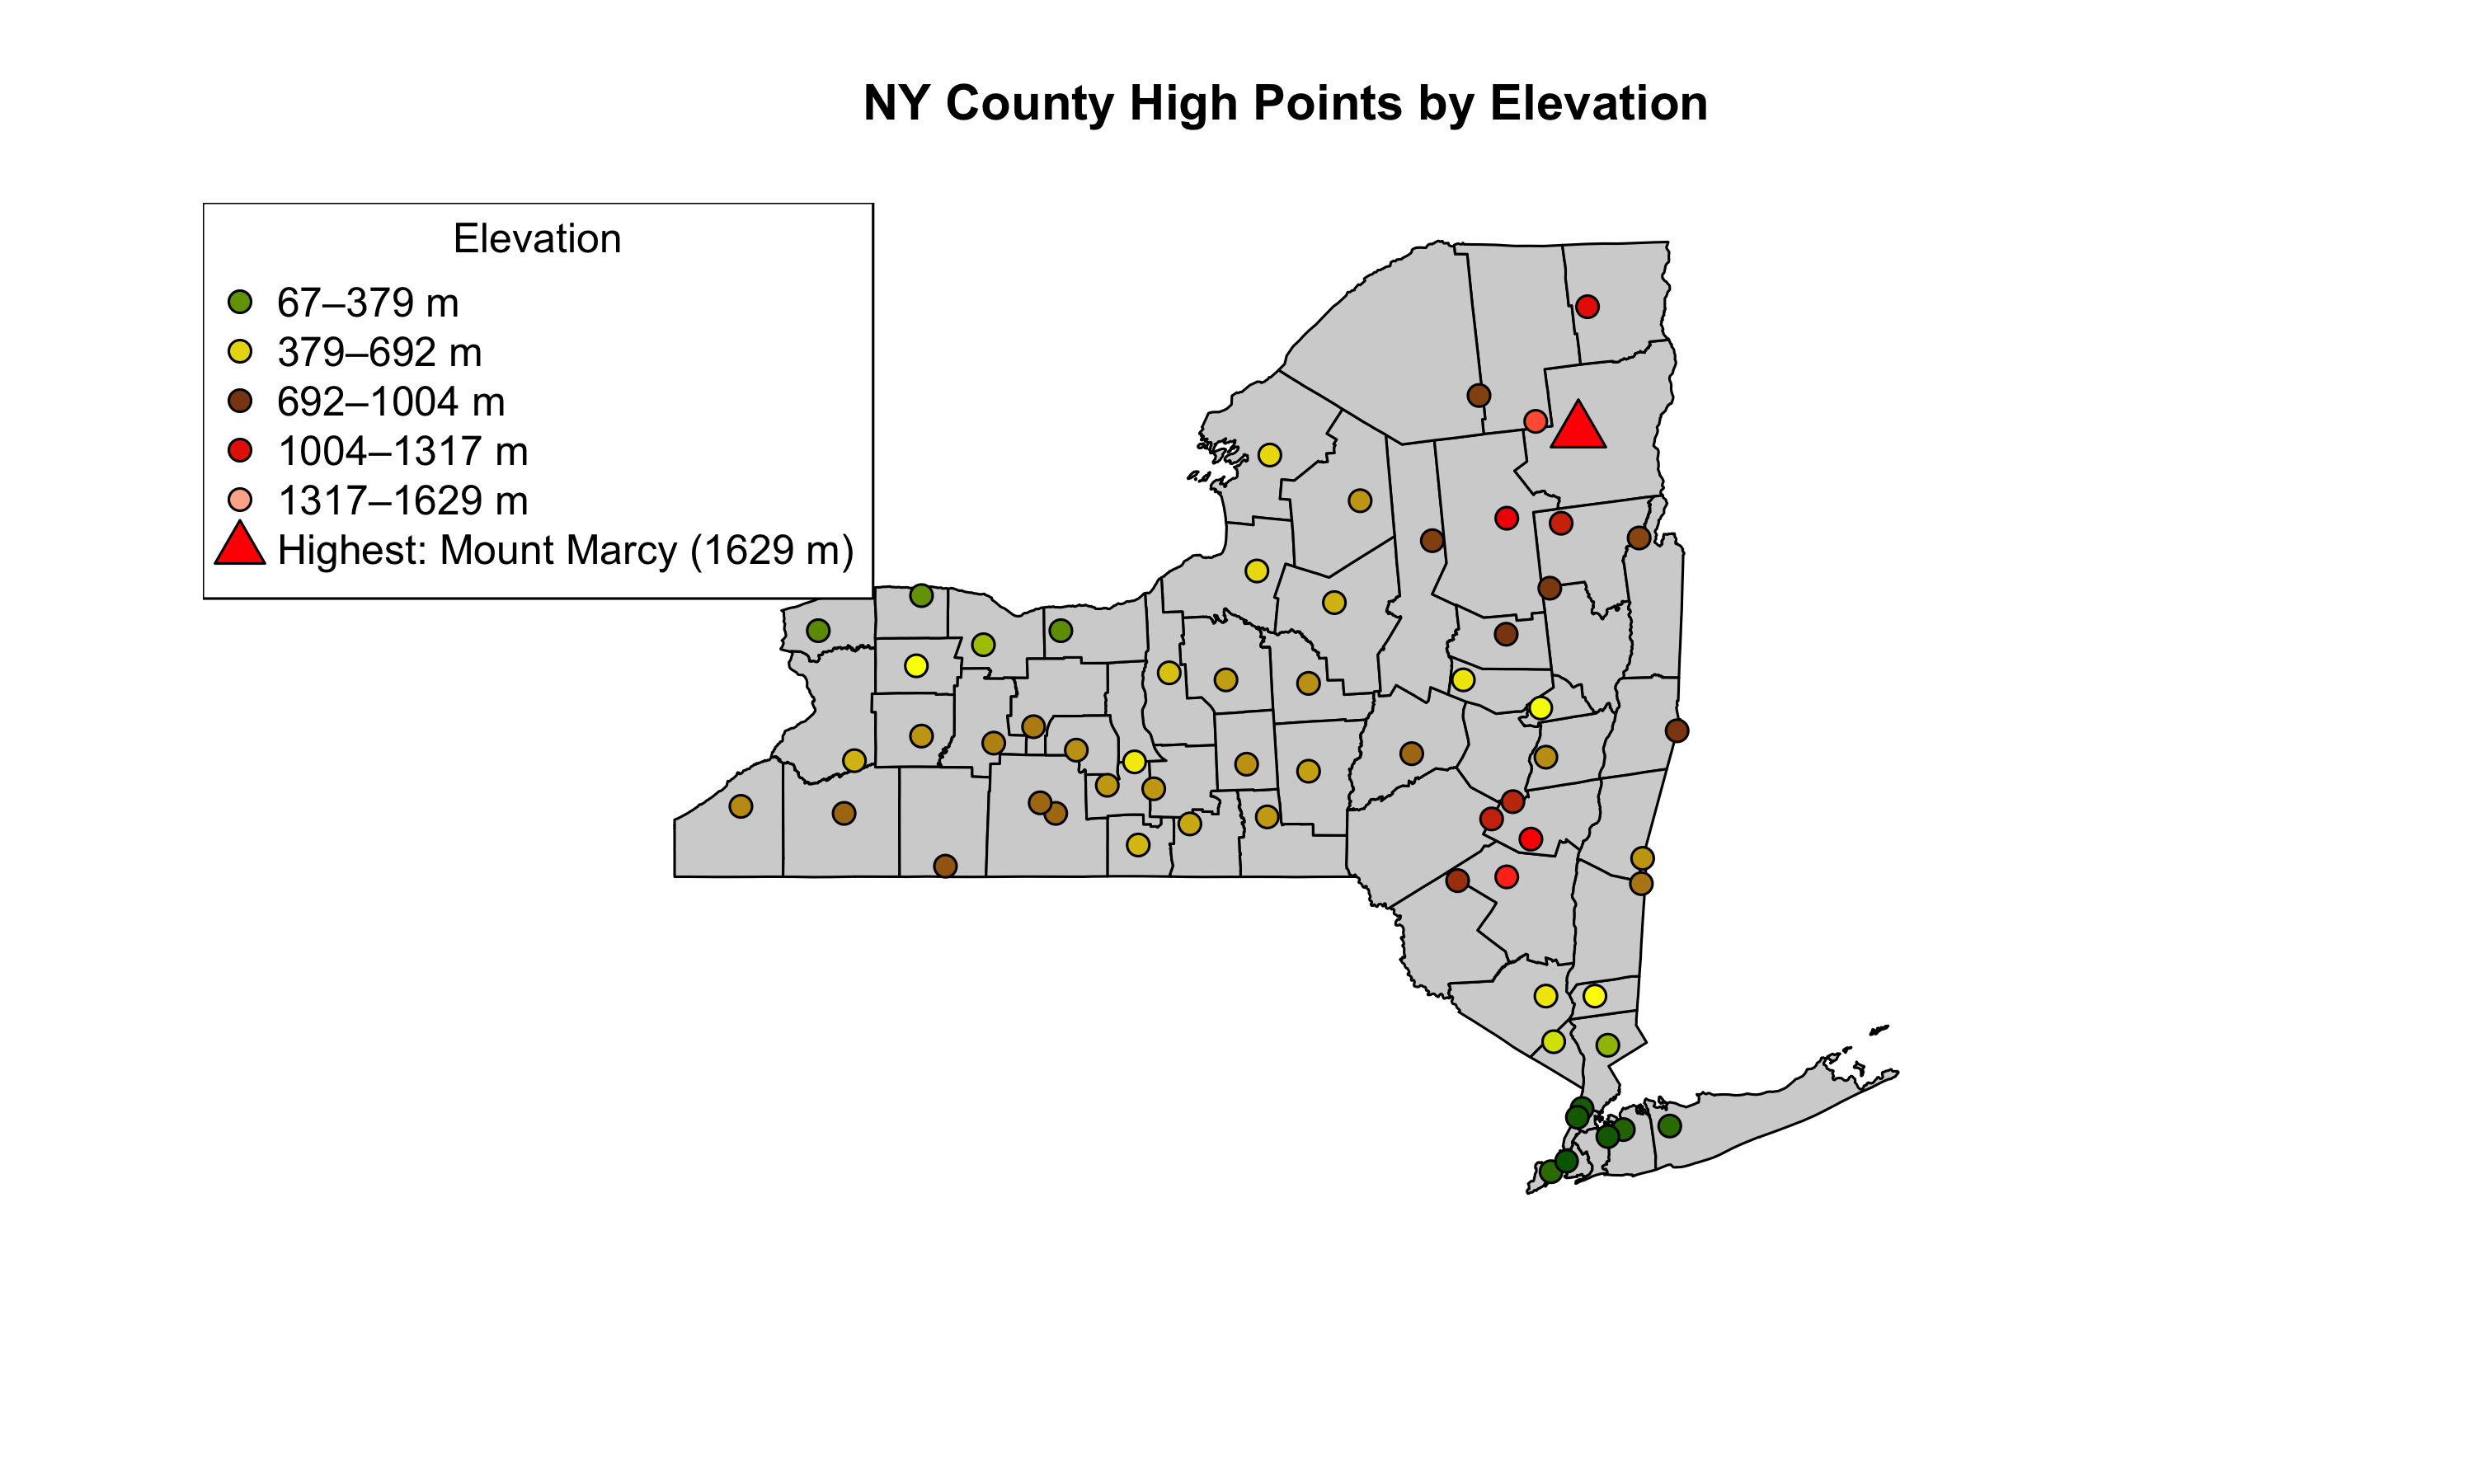 NY County High Points by Elevation
Elevation
67–379 m
379–692 m
692–1004 m
1004–1317 m
1317–1629 m
Highest: Mount Marcy (1629 m)